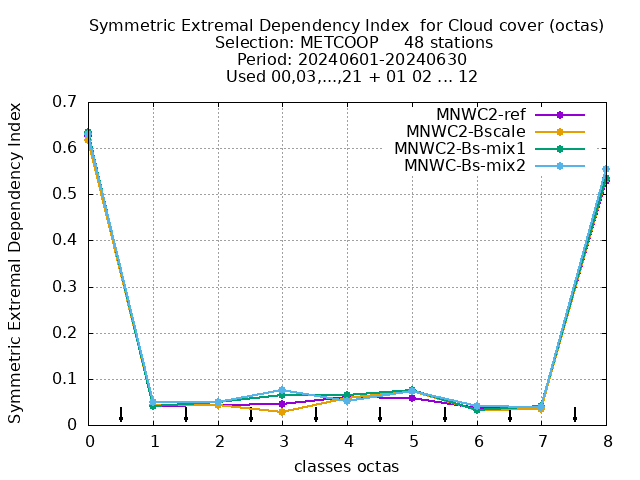 Symmetric Extremal Dependency Index  for Cloud cover (octas)
Selection: METCOOP     48 stations
Period: 20240601-20240630
Used 00,03,...,21 + 01 02 ... 12
Symmetric Extremal Dependency Index
0.7
0.6
0.5
0.4
0.3
0.2
0.1
0
MNWC2-ref
MNWC2-Bscale
MNWC2-Bs-mix1
MNWC-Bs-mix2
0 1 2 3 4 5 6 7 8
classes octas